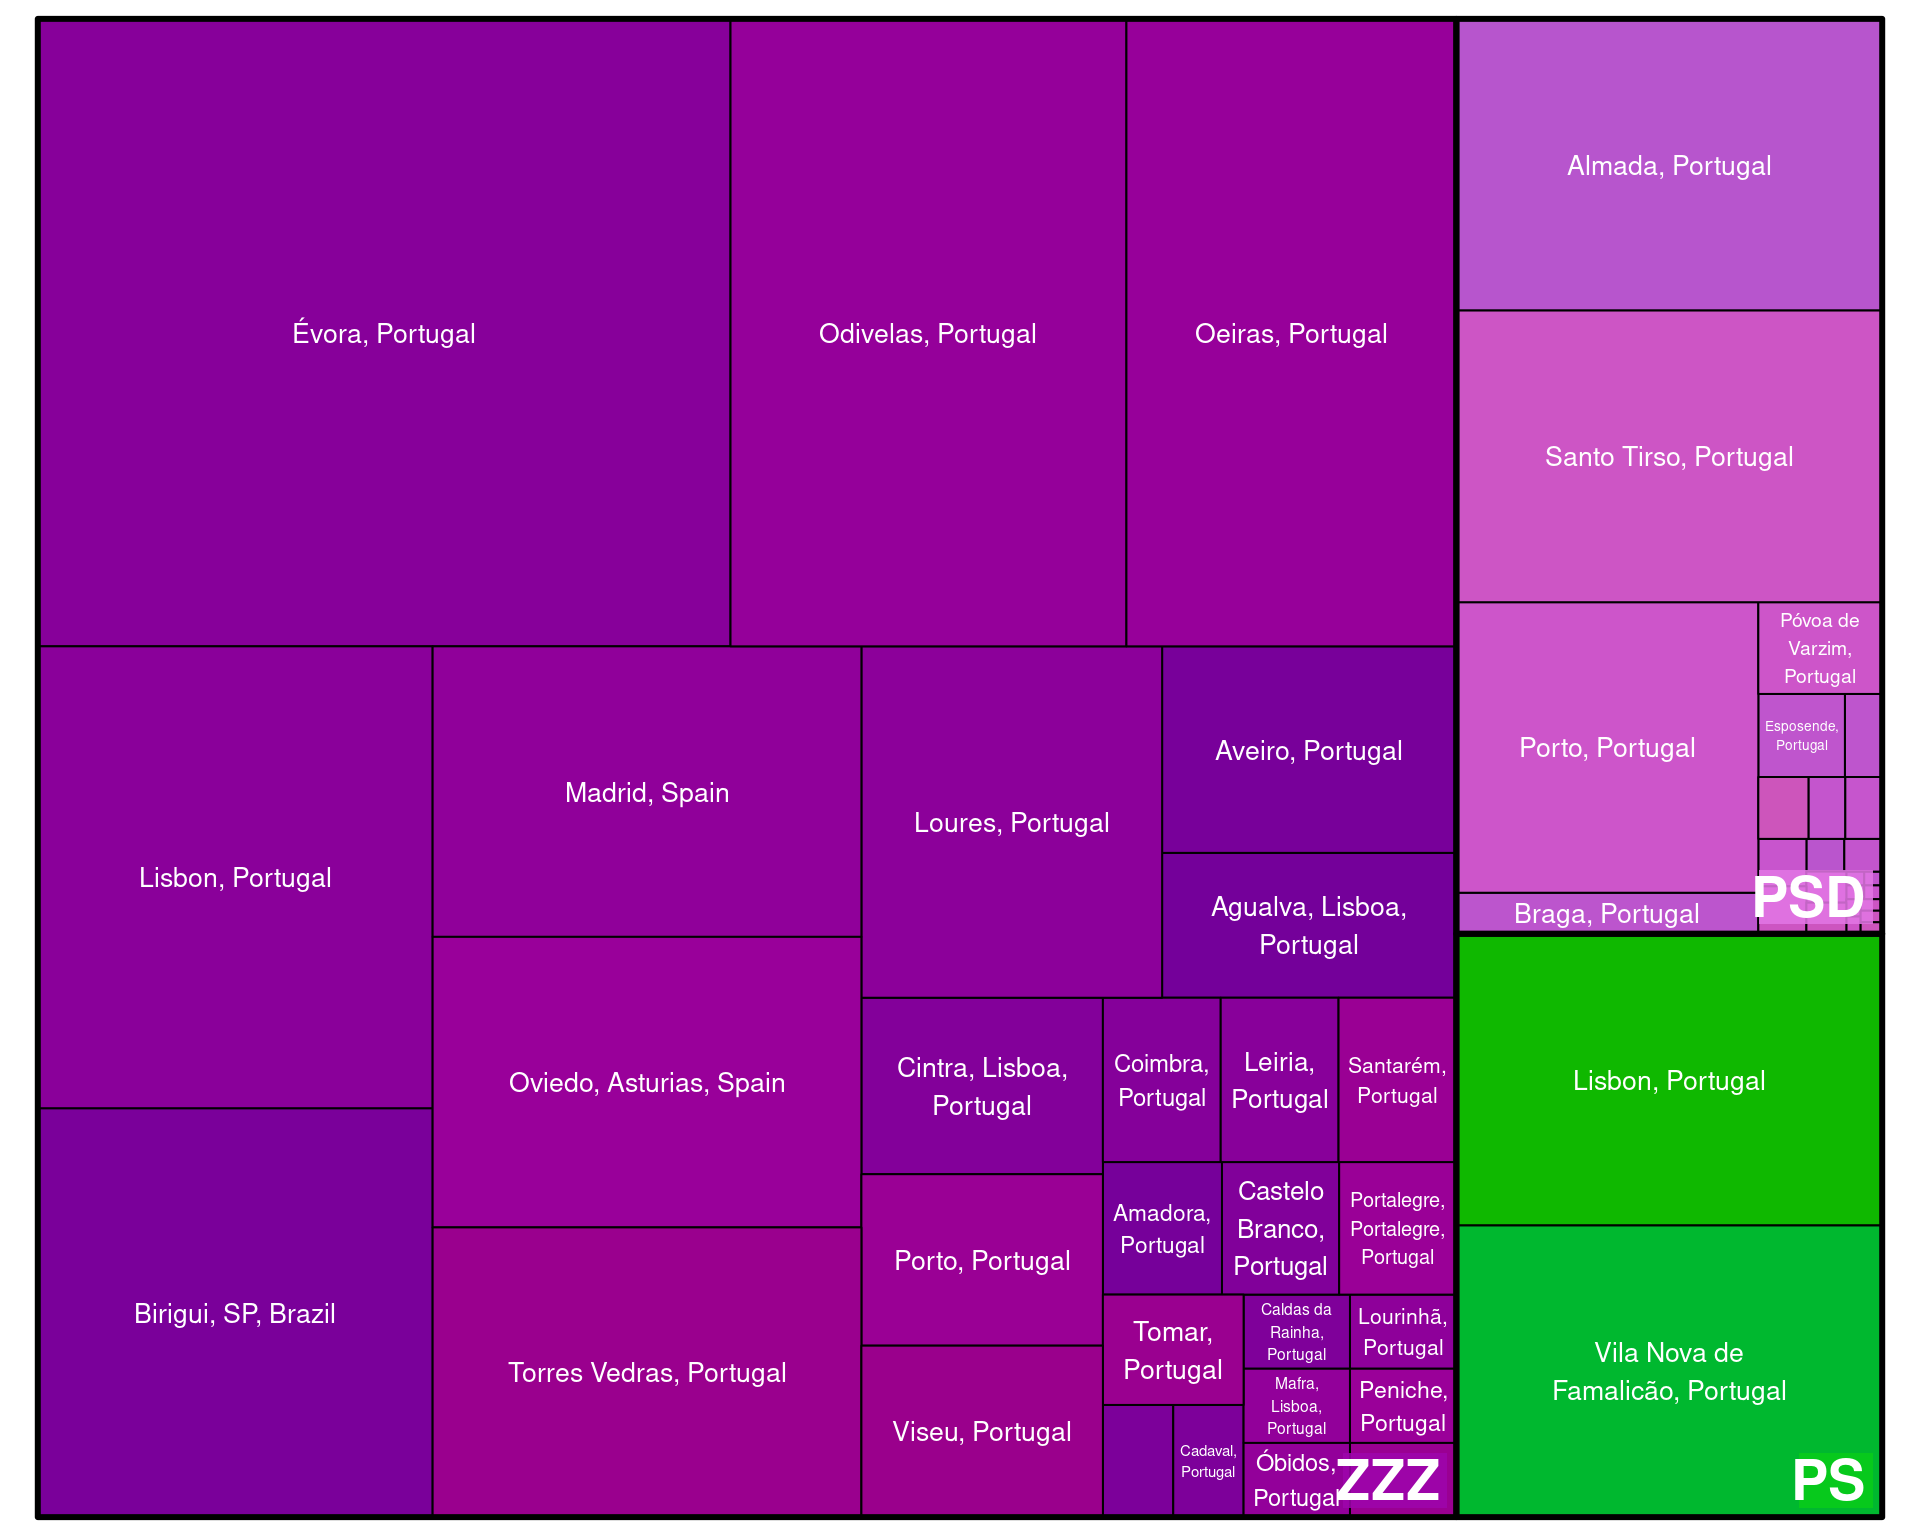 Évora, Portugal
Odivelas, Portugal
Oeiras, Portugal
Almada, Portugal
Santo Tirso, Portugal
Porto, Portugal
Póvoa de
Varzim,
Portugal
Esposende,
Portugal
Braga, Portugal
PSD
Lisbon, Portugal
Madrid, Spain
Loures, Portugal
Aveiro, Portugal
Agualva, Lisboa,
Portugal
Oviedo, Asturias, Spain
Birigui, SP, Brazil
Torres Vedras, Portugal
Cintra, Lisboa,
Portugal
Coimbra,
Portugal
Leiria,
Portugal
Santarém,
Portugal
Porto, Portugal
Amadora,
Portugal
Castelo
Branco,
Portugal
Portalegre,
Portalegre,
Portugal
Viseu, Portugal
Tomar,
Portugal
Caldas da
Rainha,
Portugal
Lourinhã,
Portugal
Mafra,
Lisboa,
Portugal
Peniche,
Portugal
Cadaval,
Portugal
Óbidos,
Portugal
ZZZ
Lisbon, Portugal
Vila Nova de
Famalicão, Portugal
PS